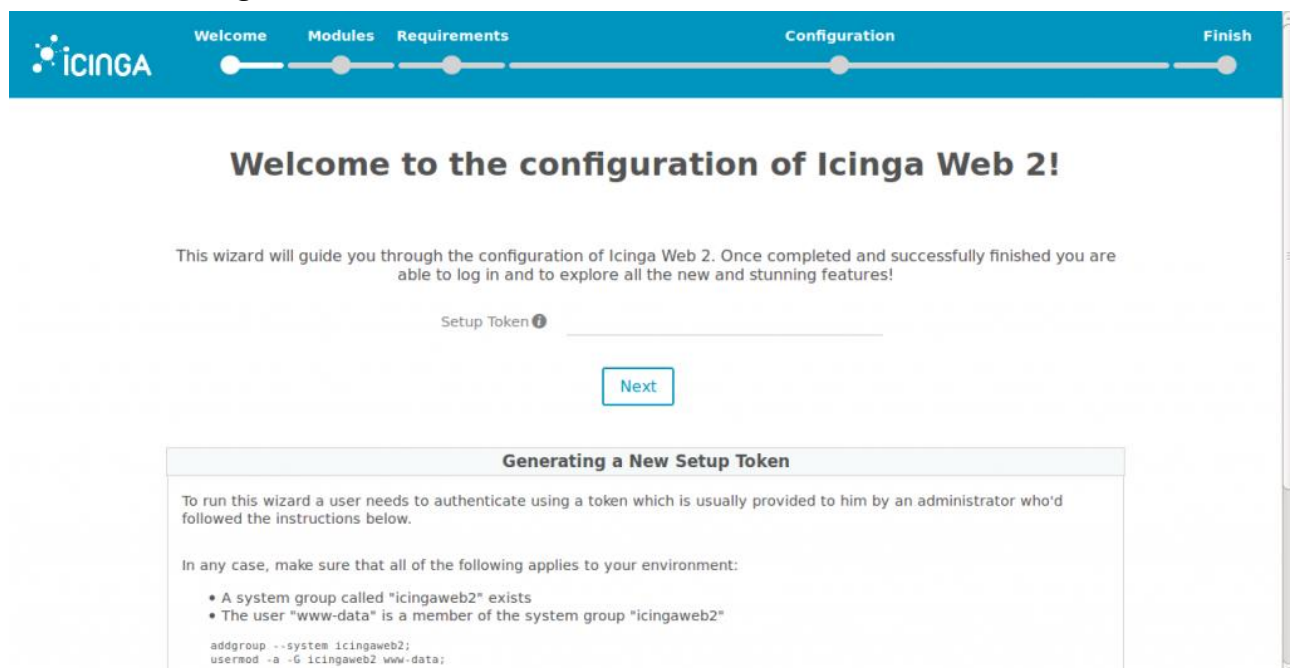 icinga
Welcome Modules Requirements Configuration Finish
Welcome to the configuration of Icinga Web 2!
This wizard will guide you through the configuration of Icinga Web 2. Once completed and successfully finished you are
able to log in and to explore all the new and stunning features!
Setup Token
Next
Generating a New Setup Token
To run this wizard a user needs to authenticate using a token which is usually provided to him by an administrator who'd
followed the instructions below.
In any case, make sure that all of the following applies to your environment:
• A system group called "icingaweb2" exists
• The user "www-data" is a member of the system group "icingaweb2"
addgroup --system icingaweb2;
usermod -a -G icingaweb2 www-data;